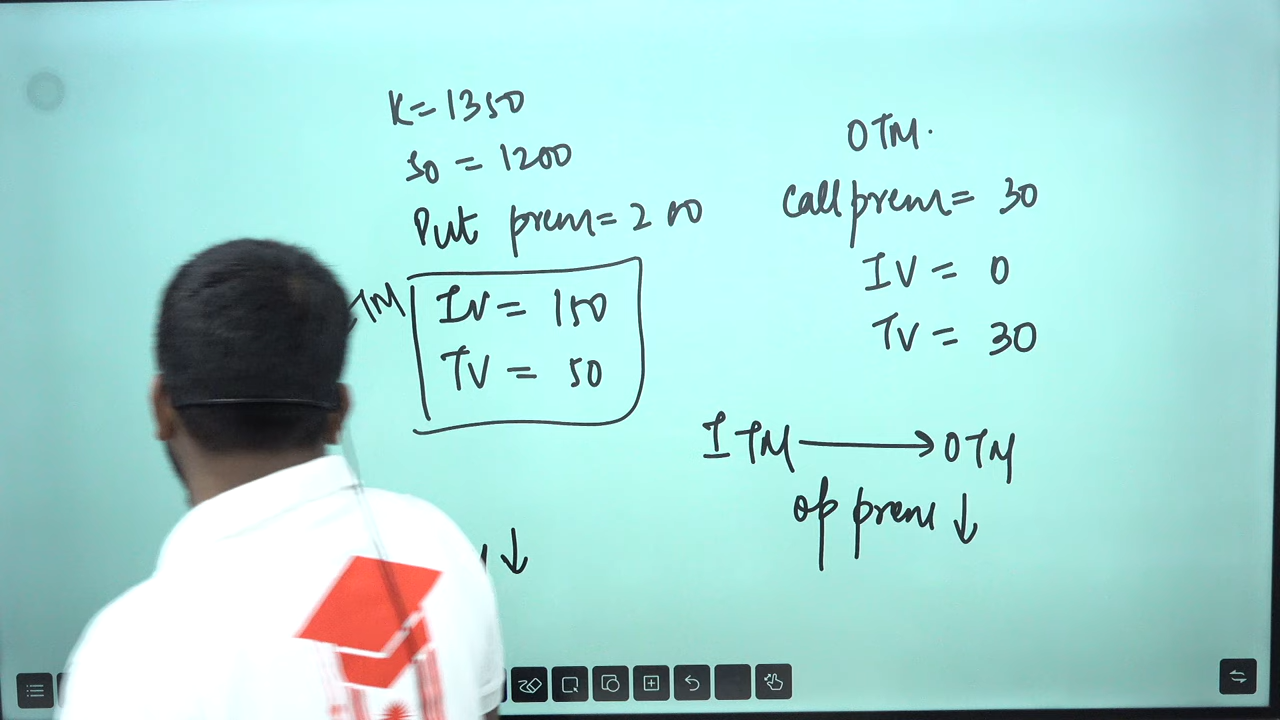 K = 1350
S0 = 1200
Put prem = 200
TM
IV = 150
TV = 50
OTM.
Call prem = 30
IV = 0
TV = 30
ITM → OTM
op prem ↓
↓